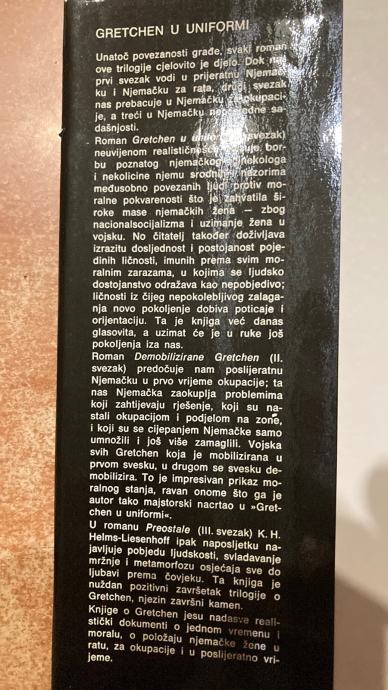 GRETCHEN U UNIFORMI
Unatoč povezanosti građe, svaki roman
ove trilogije cjelovito je djelo. Dok
prvi svezak vodi u prijeratnu Njemač-
ku i Njemačku za rata, drugi svezak
nas prebacuje u Njemačku za okupaci-
je, a treći u Njemačku sa-
dašnjosti.
Roman Gretchen u svezak)
neuvijenom bor-
bu poznatog njemačkog ginekologa
i nekolicine njemu srodnih nazorima
međusobno povezanih ljudi protiv mo-
ralne pokvarenosti što je zahvatila ši-
roke mase njemačkih žena — zbog
nacionalsocijalizma i uzimanje žena u
vojsku. No čitatelj također doživljava
izrazitu dosljednost i postojanost poje-
dinih ličnosti, imunih prema svim mo-
ralnim zarazama, u kojima se ljudsko
dostojanstvo odražava kao nepobjedivo;
ličnosti iz čijeg nepokolebljivog zalaga-
nja novo pokoljenje dobiva poticaje i
orijentaciju. Ta je knjiga već danas
glasovita, a uzimat će je u ruke još
pokoljenja iza nas.
Roman Demobilizirane Gretchen (II.
svezak) predočuje nam poslijeratnu
Njemačku u prvo vrijeme okupacije; ta
nas Njemačka zaokuplja problemima
koji zahtijevaju rješenje, koji su na-
stali okupacijom i podjelom na zone,
i koji su se cijepanjem Njemačke samo
umnožili i još više zamaglili. Vojska
svih Gretchen koja je mobilizirana u
prvom svesku, u drugom se svesku de-
mobilizira. To je impresivan prikaz mo-
ralnog stanja, ravan onome što ga je
autor tako majstorski nacrtao u »Gret-
chen u uniformi«.
U romanu Preostale (III. svezak) K. H.
Helms-Liesenhoff ipak naposljetku na-
javljuje pobjedu ljudskosti, svladavanje
mržnje i metamorfozu osjećaja sve do
ljubavi prema čovjeku. Ta knjiga je
nuždan pozitivni završetak trilogije o
Gretchen, njezin završni kamen.
Knjige o Gretchen jesu nadasve reali-
stički dokumenti o jednom vremenu i
moralu, o položaju njemačke žene u
ratu, za okupacije i u poslijeratno vri-
jeme.